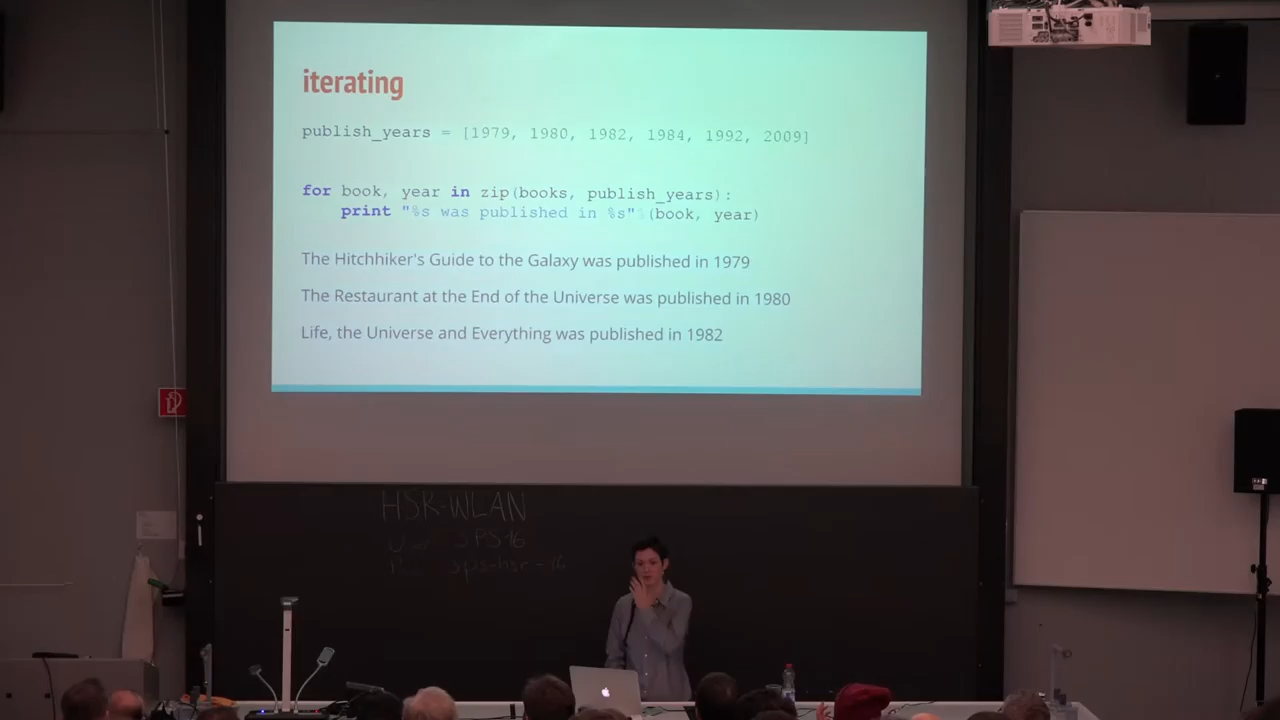 iterating
publish_years = [1979, 1980, 1982, 1984, 1992, 2009]
for book, year in zip(books, publish_years):
print "%s was published in %s"%(book, year)
The Hitchhiker's Guide to the Galaxy was published in 1979
The Restaurant at the End of the Universe was published in 1980
Life, the Universe and Everything was published in 1982
HSK-WLAN
SPS16